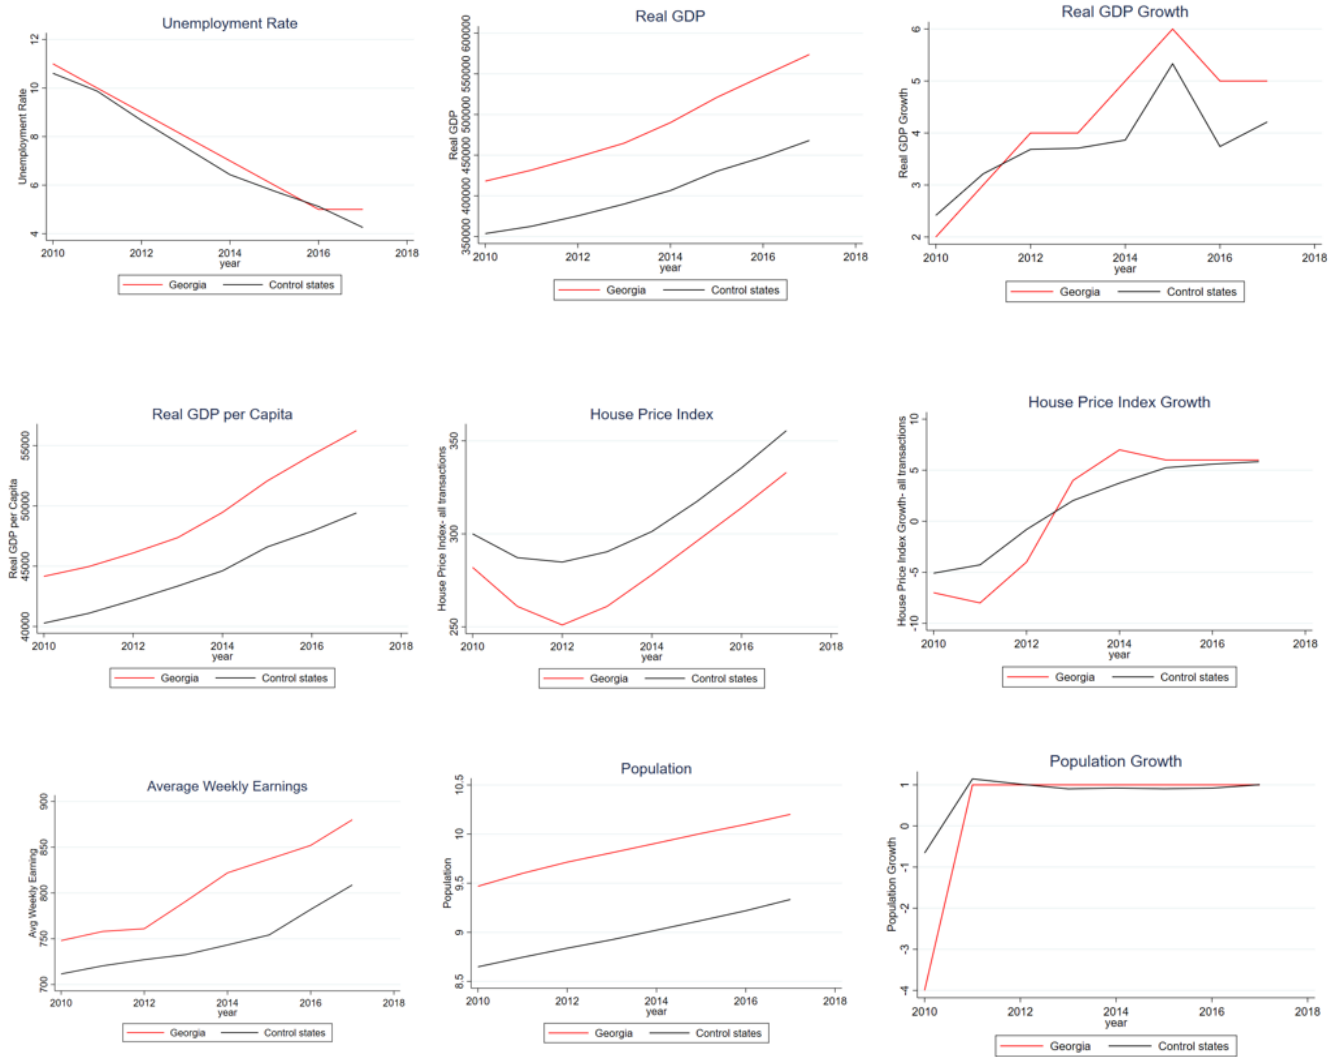 Unemployment Rate
12
10
8
6
4
Unemployment Rate
2010 2012 2014 2016 2018
year
Georgia Control states
Real GDP
600000
550000
500000
450000
400000
350000
Real GDP
2010 2012 2014 2016 2018
year
Georgia Control states
Real GDP Growth
6
5
4
3
2
Real GDP Growth
2010 2012 2014 2016 2018
year
Georgia Control states
Real GDP per Capita
55000
50000
45000
40000
Real GDP per Capita
2010 2012 2014 2016 2018
year
Georgia Control states
House Price Index
350
300
250
House Price Index- all transactions
2010 2012 2014 2016 2018
year
Georgia Control states
House Price Index Growth
10
5
0
-5
-10
House Price Index Growth- all transactions
2010 2012 2014 2016 2018
year
Georgia Control states
Average Weekly Earnings
900
850
800
750
700
Avg Weekly Earning
2010 2012 2014 2016 2018
year
Georgia Control states
Population
10.5
10
9.5
9
8.5
Population
2010 2012 2014 2016 2018
year
Georgia Control states
Population Growth
1
0
-1
-2
-3
-4
Population Growth
2010 2012 2014 2016 2018
year
Georgia Control states